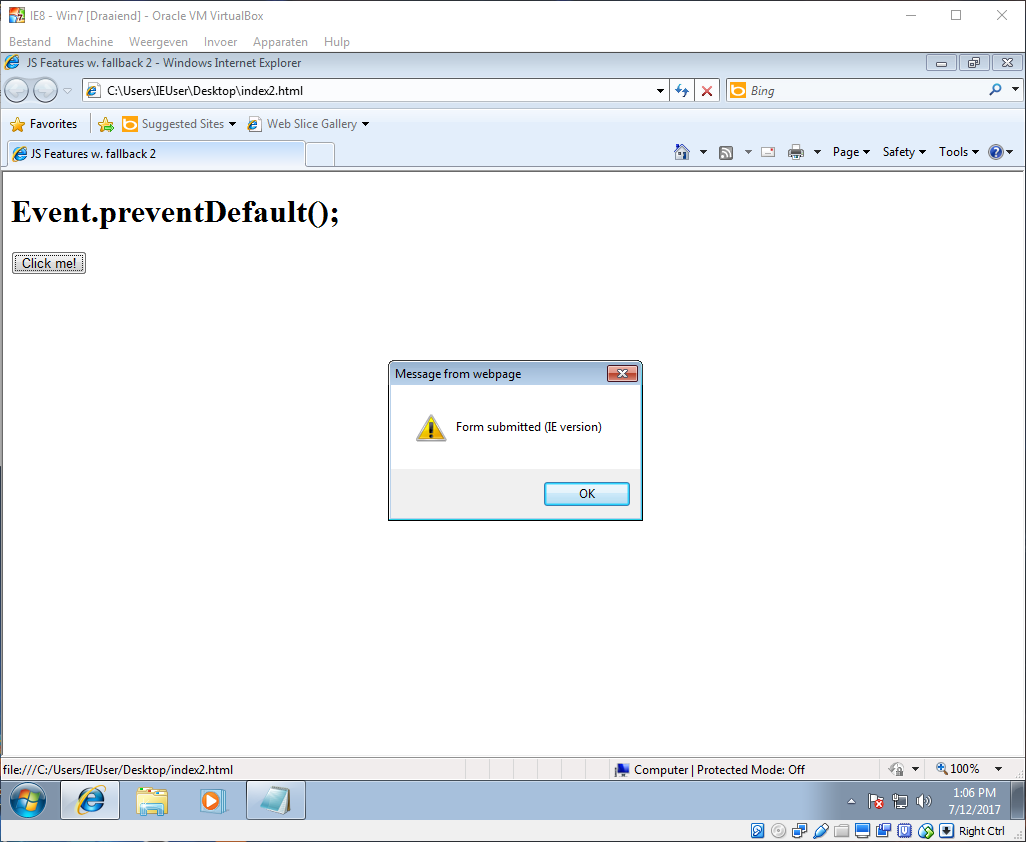 IE8 - Win7 [Draaiend] - Oracle VM VirtualBox
Bestand Machine Weergeven Invoer Apparaten Hulp
JS Features w. fallback 2 - Windows Internet Explorer
C:\Users\IEUser\Desktop\index2.html Bing
Favorites Suggested Sites Web Slice Gallery
JS Features w. fallback 2 Page Safety Tools
Event.preventDefault();
Click me!
Message from webpage
Form submitted (IE version)
OK
file:///C:/Users/IEUser/Desktop/index2.html Computer | Protected Mode: Off 100%
1:06 PM
7/12/2017
Right Ctrl